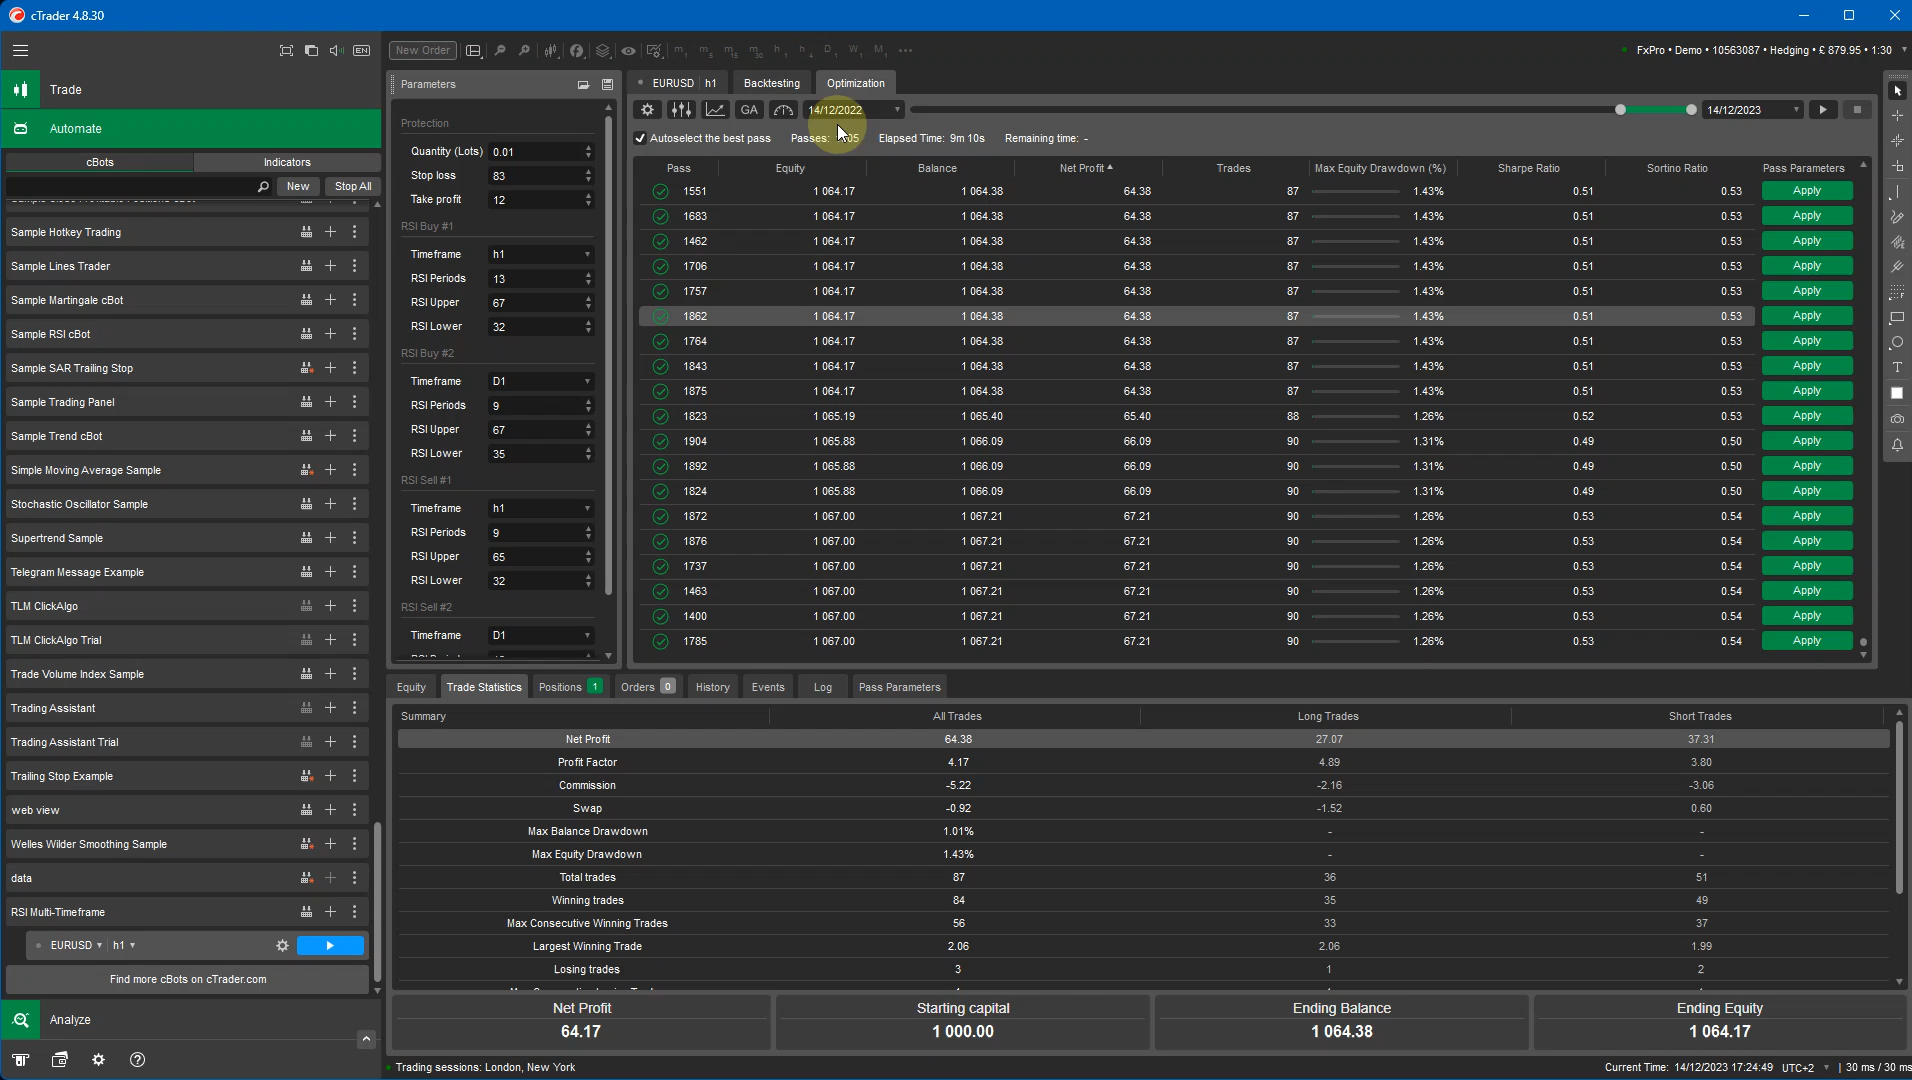 cTrader 4.8.30
EN
New Order
FxPro • Demo • 10563087 • Hedging • £ 879.95 • 1:30
Trade
Automate
cBots
Indicators
New
Stop All
Sample Hotkey Trading
Sample Lines Trader
Sample Martingale cBot
Sample RSI cBot
Sample SAR Trailing Stop
Sample Trading Panel
Sample Trend cBot
Simple Moving Average Sample
Stochastic Oscillator Sample
Supertrend Sample
Telegram Message Example
TLM ClickAlgo
TLM ClickAlgo Trial
Trade Volume Index Sample
Trading Assistant
Trading Assistant Trial
Trailing Stop Example
web view
Welles Wilder Smoothing Sample
data
RSI Multi-Timeframe
EURUSD h1
Find more cBots on cTrader.com
Analyze
Parameters
Protection
Quantity (Lots) 0.01
Stop loss 83
Take profit 12
RSI Buy #1
Timeframe h1
RSI Periods 13
RSI Upper 67
RSI Lower 32
RSI Buy #2
Timeframe D1
RSI Periods 9
RSI Upper 67
RSI Lower 35
RSI Sell #1
Timeframe h1
RSI Periods 9
RSI Upper 65
RSI Lower 32
RSI Sell #2
Timeframe D1
EURUSD h1 Backtesting Optimization
GA 14/12/2022 14/12/2023
Autoselect the best pass Passes: Elapsed Time: 9m 10s Remaining time: -
Pass Equity Balance Net Profit Trades Max Equity Drawdown (%) Sharpe Ratio Sortino Ratio Pass Parameters
1551 1 064.17 1 064.38 64.38 87 1.43% 0.51 0.53 Apply
1683 1 064.17 1 064.38 64.38 87 1.43% 0.51 0.53 Apply
1462 1 064.17 1 064.38 64.38 87 1.43% 0.51 0.53 Apply
1706 1 064.17 1 064.38 64.38 87 1.43% 0.51 0.53 Apply
1757 1 064.17 1 064.38 64.38 87 1.43% 0.51 0.53 Apply
1862 1 064.17 1 064.38 64.38 87 1.43% 0.51 0.53 Apply
1764 1 064.17 1 064.38 64.38 87 1.43% 0.51 0.53 Apply
1843 1 064.17 1 064.38 64.38 87 1.43% 0.51 0.53 Apply
1875 1 064.17 1 064.38 64.38 87 1.43% 0.51 0.53 Apply
1823 1 065.19 1 065.40 65.40 88 1.26% 0.52 0.53 Apply
1904 1 065.88 1 066.09 66.09 90 1.31% 0.49 0.50 Apply
1892 1 065.88 1 066.09 66.09 90 1.31% 0.49 0.50 Apply
1824 1 065.88 1 066.09 66.09 90 1.31% 0.49 0.50 Apply
1872 1 067.00 1 067.21 67.21 90 1.26% 0.53 0.54 Apply
1876 1 067.00 1 067.21 67.21 90 1.26% 0.53 0.54 Apply
1737 1 067.00 1 067.21 67.21 90 1.26% 0.53 0.54 Apply
1463 1 067.00 1 067.21 67.21 90 1.26% 0.53 0.54 Apply
1400 1 067.00 1 067.21 67.21 90 1.26% 0.53 0.54 Apply
1785 1 067.00 1 067.21 67.21 90 1.26% 0.53 0.54 Apply
Equity Trade Statistics Positions 1 Orders 0 History Events Log Pass Parameters
Summary All Trades Long Trades Short Trades
Net Profit 64.38 27.07 37.31
Profit Factor 4.17 4.89 3.80
Commission -5.22 -2.16 -3.06
Swap -0.92 -1.52 0.60
Max Balance Drawdown 1.01% - -
Max Equity Drawdown 1.43% - -
Total trades 87 36 51
Winning trades 84 35 49
Max Consecutive Winning Trades 56 33 37
Largest Winning Trade 2.06 2.06 1.99
Losing trades 3 1 2
Net Profit Starting capital Ending Balance Ending Equity
64.17 1 000.00 1 064.38 1 064.17
Trading sessions: London, New York
Current Time: 14/12/2023 17:24:49 UTC+2 | 30 ms / 30 ms